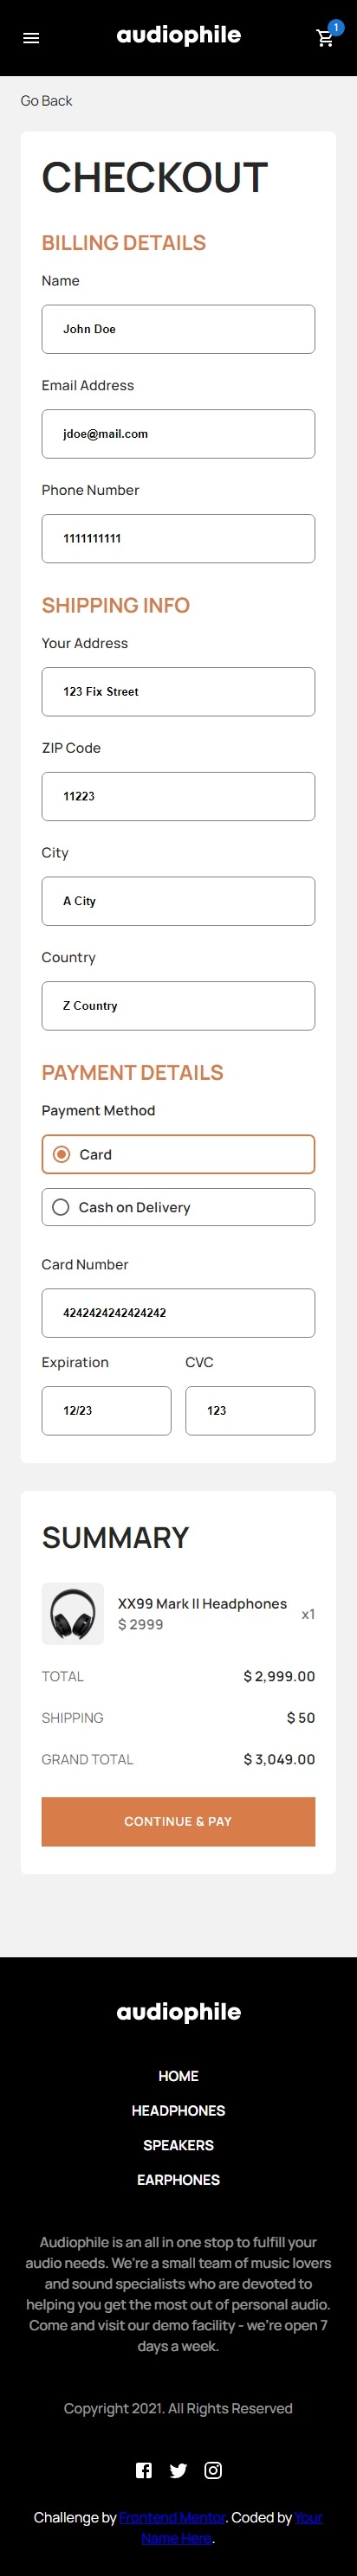 audiophile
1
Go Back
CHECKOUT
BILLING DETAILS
Name
John Doe
Email Address
jdoe@mail.com
Phone Number
1111111111
SHIPPING INFO
Your Address
123 Fix Street
ZIP Code
11223
City
A City
Country
Z Country
PAYMENT DETAILS
Payment Method
Card
Cash on Delivery
Card Number
4242424242424242
Expiration CVC
12/23 123
SUMMARY
XX99 Mark II Headphones
$ 2999
x1
TOTAL $ 2,999.00
SHIPPING $ 50
GRAND TOTAL $ 3,049.00
CONTINUE & PAY
audiophile
HOME
HEADPHONES
SPEAKERS
EARPHONES
Audiophile is an all in one stop to fulfill your
audio needs. We're a small team of music lovers
and sound specialists who are devoted to
helping you get the most out of personal audio.
Come and visit our demo facility - we're open 7
days a week.
Copyright 2021. All Rights Reserved
Challenge by Frontend Mentor. Coded by Your
Name Here.